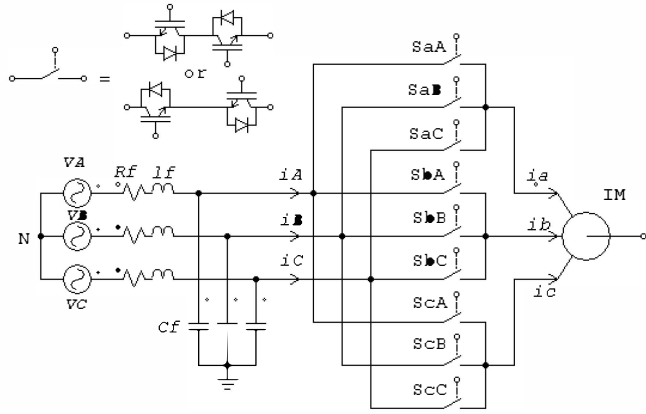 or
=
SaA
SaB
SaC
VA Rf lf iA SbA ia IM
N VB iB SbB ib
VC iC SbC ic
Cf ScA
ScB
ScC